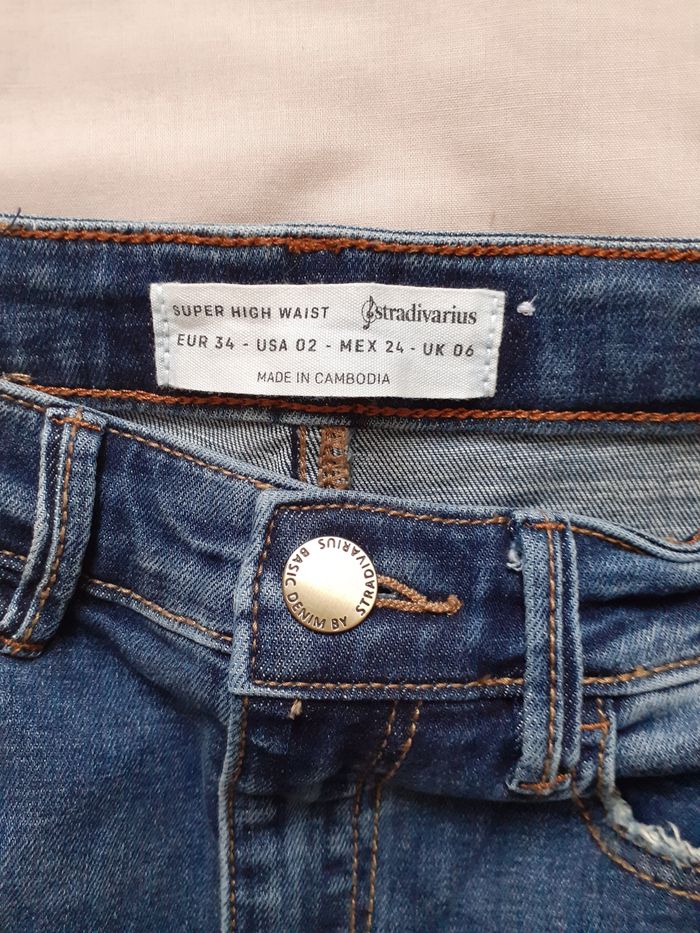 SUPER HIGH WAIST stradivarius
EUR 34 - USA 02 - MEX 24 - UK 06
MADE IN CAMBODIA
BASIC DENIM BY STRADIVARIUS